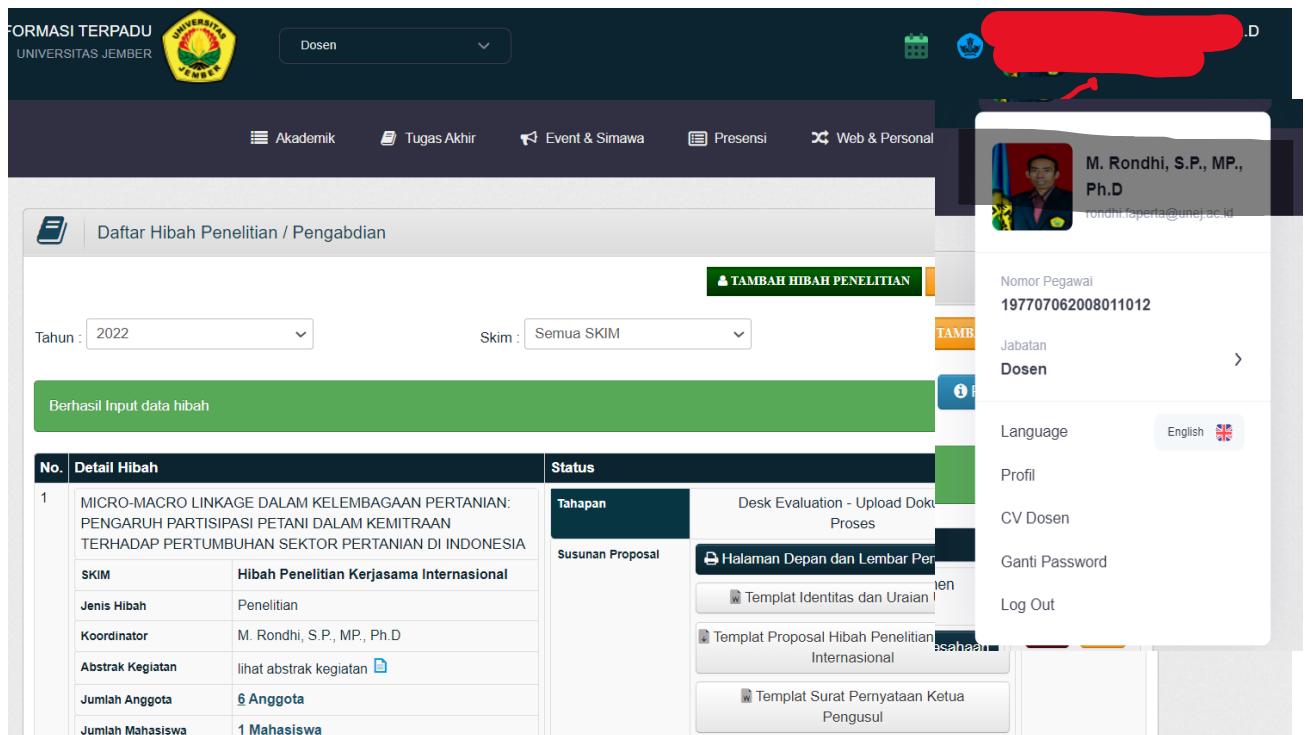 FORMASI TERPADU
UNIVERSITAS JEMBER
UNIVERSITAS
JEMBER
Dosen
.D
Akademik
Tugas Akhir
Event & Simawa
Presensi
Web & Personal
M. Rondhi, S.P., MP.,
Ph.D
rondhi.faperta@unej.ac.id
Nomor Pegawai
197707062008011012
Jabatan
Dosen
Language
English
Profil
CV Dosen
Ganti Password
Log Out
Daftar Hibah Penelitian / Pengabdian
TAMBAH HIBAH PENELITIAN
TAMB
Tahun : 2022
Skim : Semua SKIM
Berhasil Input data hibah
No. Detail Hibah Status
1
MICRO-MACRO LINKAGE DALAM KELEMBAGAAN PERTANIAN:
PENGARUH PARTISIPASI PETANI DALAM KEMITRAAN
TERHADAP PERTUMBUHAN SEKTOR PERTANIAN DI INDONESIA
SKIM Hibah Penelitian Kerjasama Internasional
Jenis Hibah Penelitian
Koordinator M. Rondhi, S.P., MP., Ph.D
Abstrak Kegiatan lihat abstrak kegiatan
Jumlah Anggota 6 Anggota
Jumlah Mahasiswa 1 Mahasiswa
Tahapan
Desk Evaluation - Upload Doku
Proses
Susunan Proposal
Halaman Depan dan Lembar Pen
Templat Identitas dan Uraian
Templat Proposal Hibah Penelitian
Internasional
Templat Surat Pernyataan Ketua
Pengusul
nen
esahaan